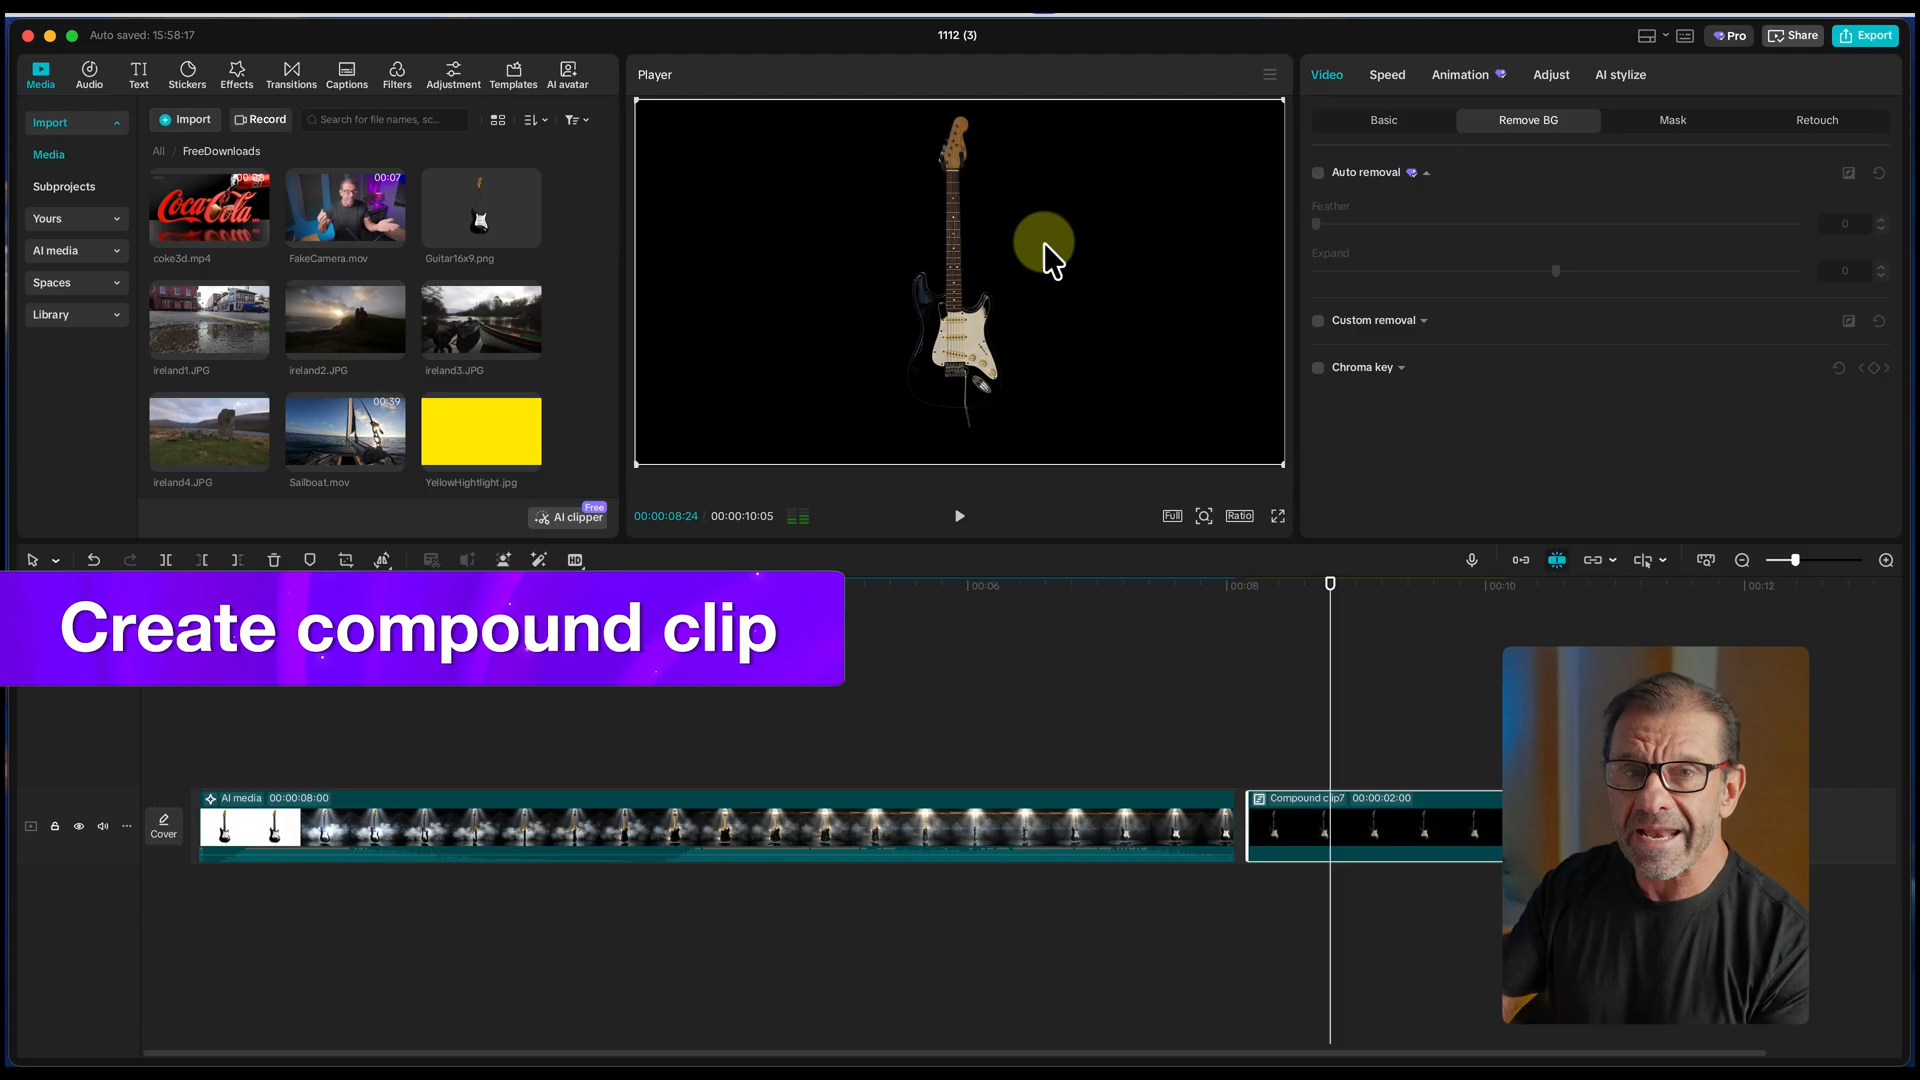 Auto saved: 15:58:17
1112 (3)
Pro
Share
Export
Media
Audio
Text
Stickers
Effects
Transitions
Captions
Filters
Adjustment
Templates
AI avatar
Import
Media
Subprojects
Yours
AI media
Spaces
Library
Import
Record
Search for file names, sc...
All / FreeDownloads
Coca-Cola
coke3d.mp4
00:07
FakeCamera.mov
Guitar16x9.png
ireland1.JPG
ireland2.JPG
ireland3.JPG
ireland4.JPG
00:39
Sailboat.mov
YellowHightlight.jpg
Free
AI clipper
Player
00:00:08:24 / 00:00:10:05
Full
Ratio
Video
Speed
Animation
Adjust
AI stylize
Basic
Remove BG
Mask
Retouch
Auto removal
Feather
0
Expand
0
Custom removal
Chroma key
HD
00:06
00:08
00:10
00:12
Create compound clip
Cover
AI media 00:00:08:00
Compound clip7 00:00:02:00